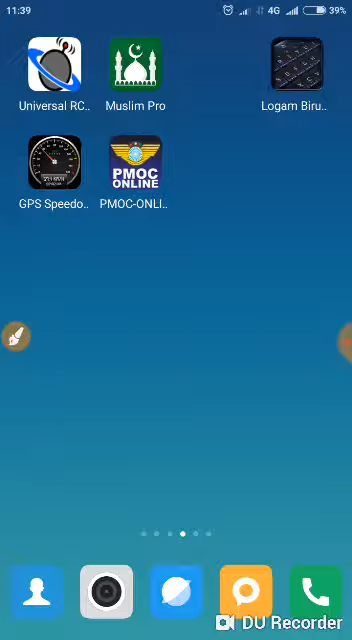 11:39
4G
39%
Universal RC..
Muslim Pro
Logam Biru..
PMOC
ONLINE
GPS Speedo..
PMOC-ONLI..
DU Recorder